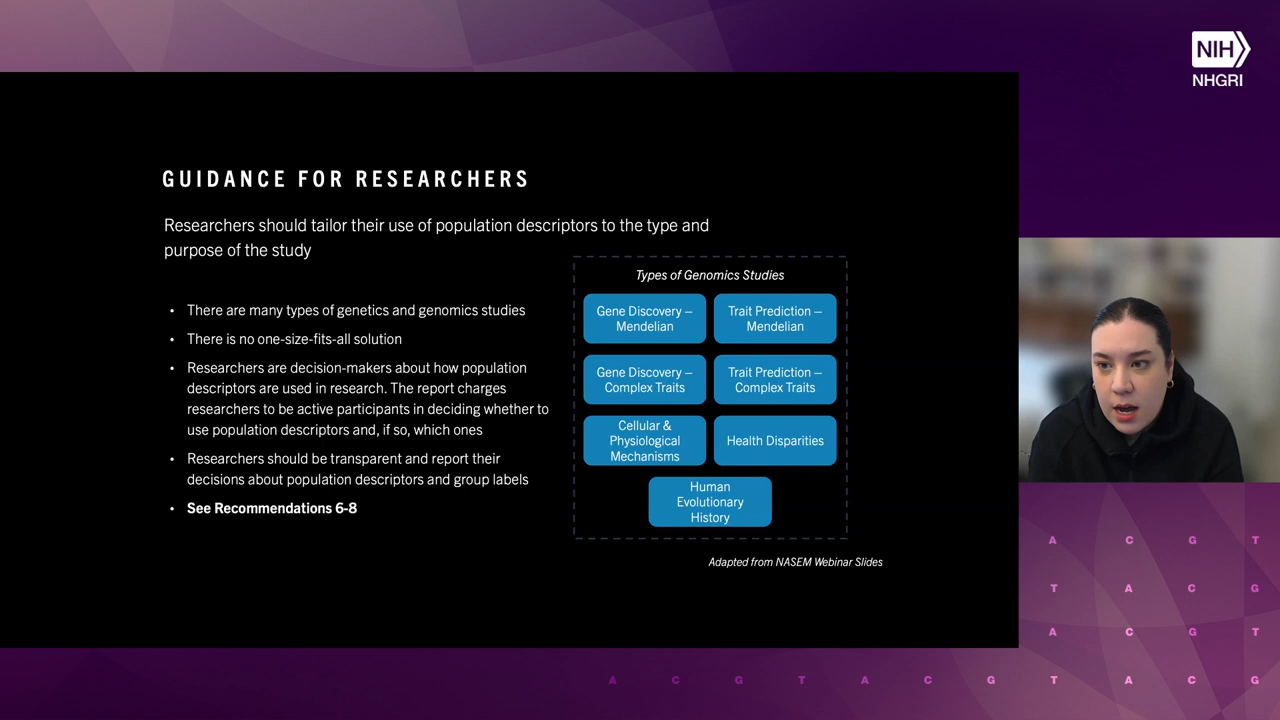 NIH
NHGRI
GUIDANCE FOR RESEARCHERS
Researchers should tailor their use of population descriptors to the type and
purpose of the study
• There are many types of genetics and genomics studies
• There is no one-size-fits-all solution
• Researchers are decision-makers about how population
descriptors are used in research. The report charges
researchers to be active participants in deciding whether to
use population descriptors and, if so, which ones
• Researchers should be transparent and report their
decisions about population descriptors and group labels
• See Recommendations 6-8
Types of Genomics Studies
Gene Discovery –
Mendelian
Trait Prediction –
Mendelian
Gene Discovery –
Complex Traits
Trait Prediction –
Complex Traits
Cellular &
Physiological
Mechanisms
Health Disparities
Human
Evolutionary
History
Adapted from NASEM Webinar Slides
A C G T
T A C G
A C G T
A C G T A C G T A C G